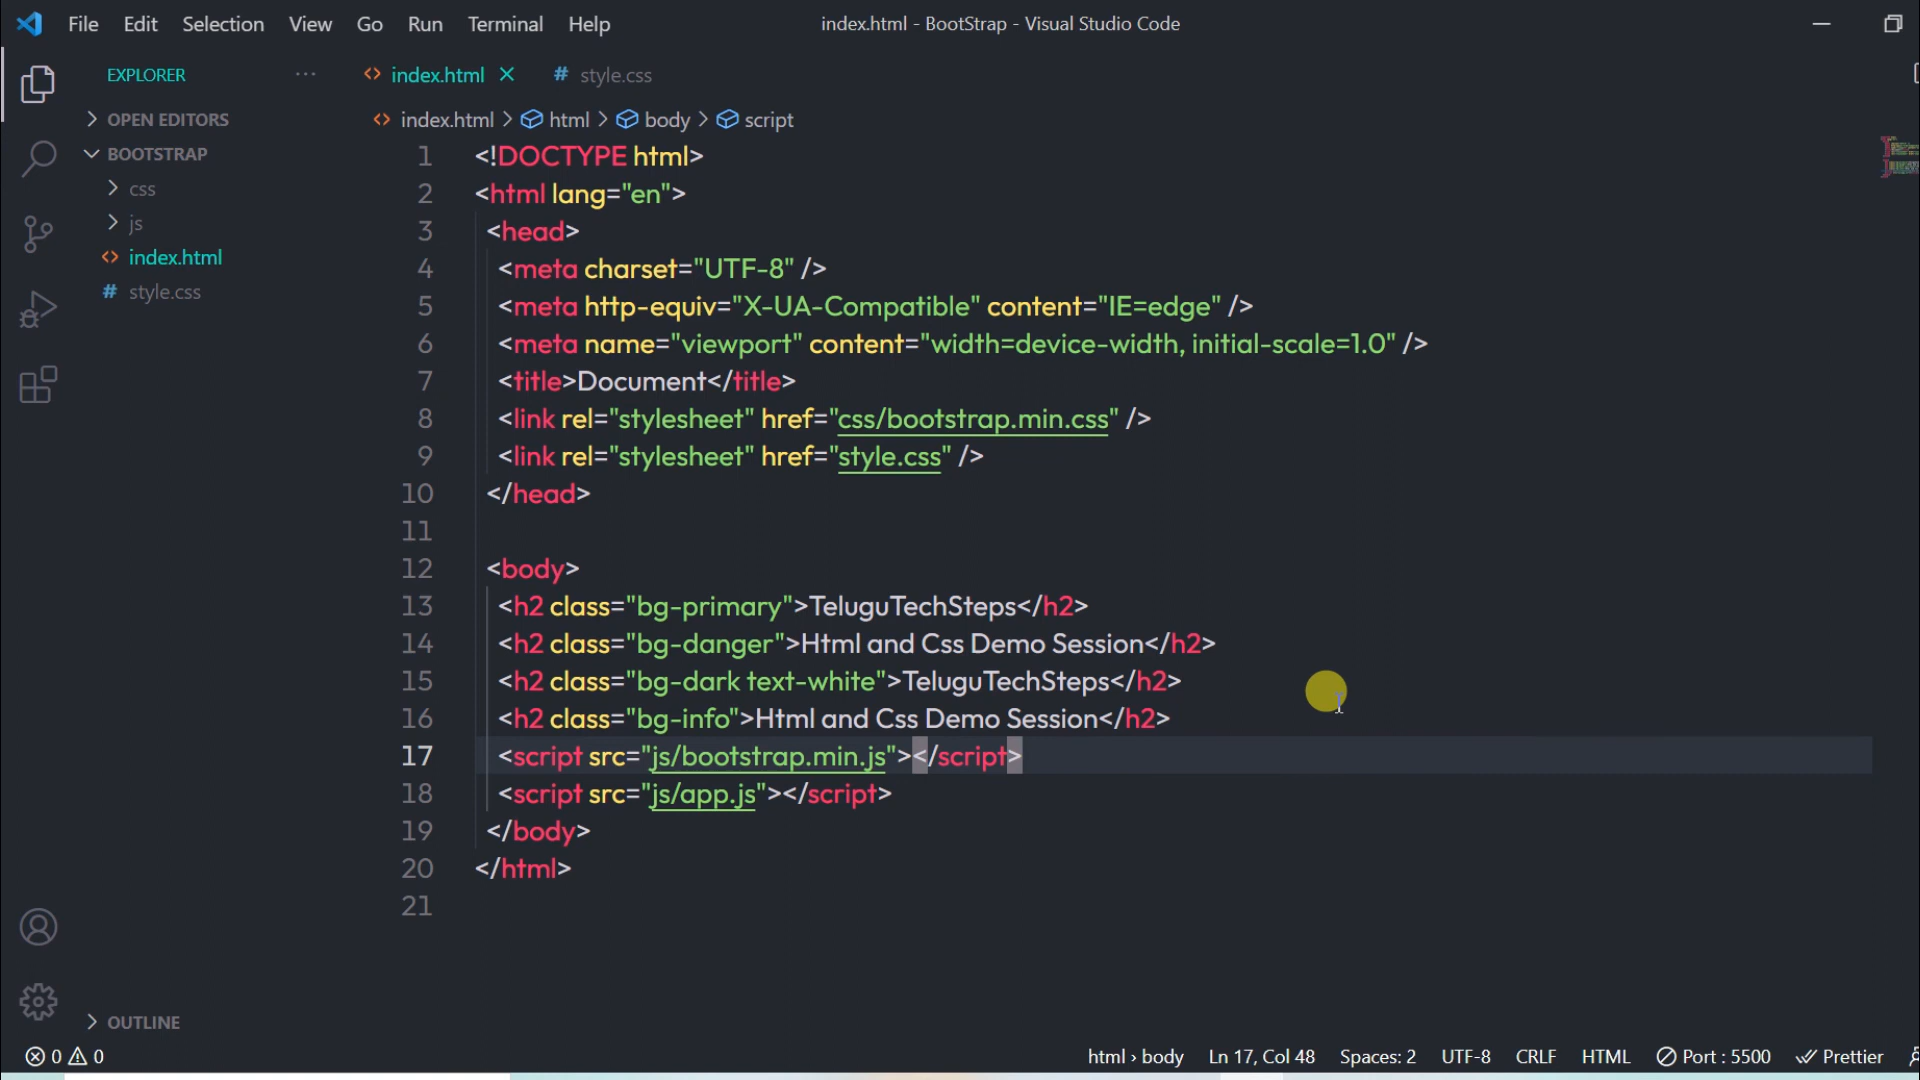 File Edit Selection View Go Run Terminal Help
index.html - BootStrap - Visual Studio Code
EXPLORER ···
index.html
# style.css
OPEN EDITORS
BOOTSTRAP
css
js
index.html
# style.css
index.html > html > body > script
1 <!DOCTYPE html>
2 <html lang="en">
3 <head>
4 <meta charset="UTF-8" />
5 <meta http-equiv="X-UA-Compatible" content="IE=edge" />
6 <meta name="viewport" content="width=device-width, initial-scale=1.0" />
7 <title>Document</title>
8 <link rel="stylesheet" href="css/bootstrap.min.css" />
9 <link rel="stylesheet" href="style.css" />
10 </head>
11
12 <body>
13 <h2 class="bg-primary">TeluguTechSteps</h2>
14 <h2 class="bg-danger">Html and Css Demo Session</h2>
15 <h2 class="bg-dark text-white">TeluguTechSteps</h2>
16 <h2 class="bg-info">Html and Css Demo Session</h2>
17 <script src="js/bootstrap.min.js"></script>
18 <script src="js/app.js"></script>
19 </body>
20 </html>
21
OUTLINE
0 0
html › body Ln 17, Col 48 Spaces: 2 UTF-8 CRLF HTML Port : 5500 Prettier